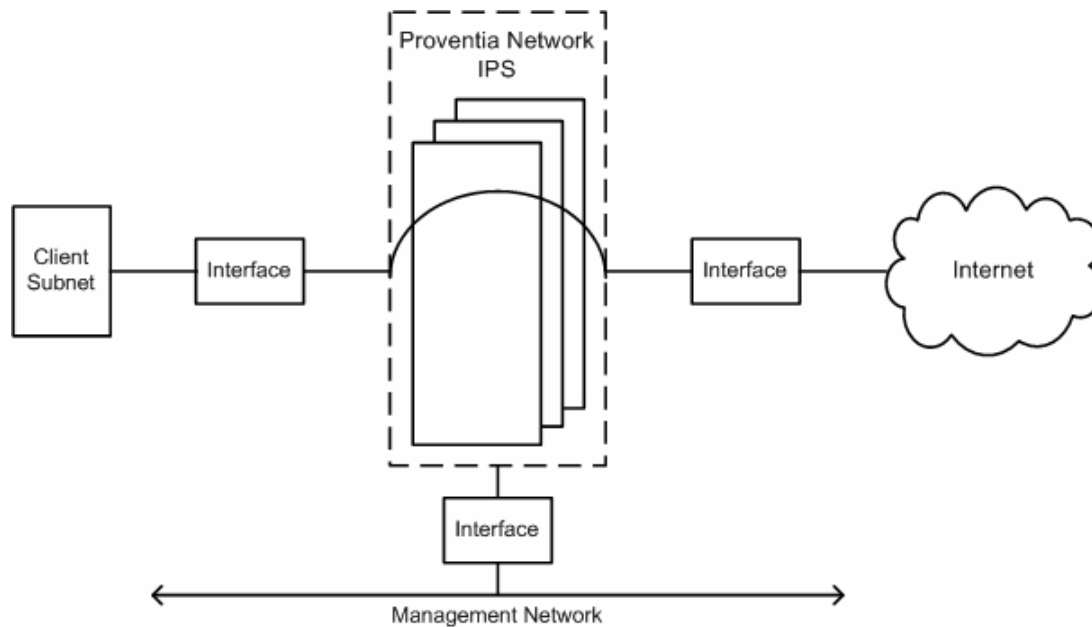 Proventia Network
IPS
Client
Subnet
Interface
Interface
Internet
Interface
Management Network